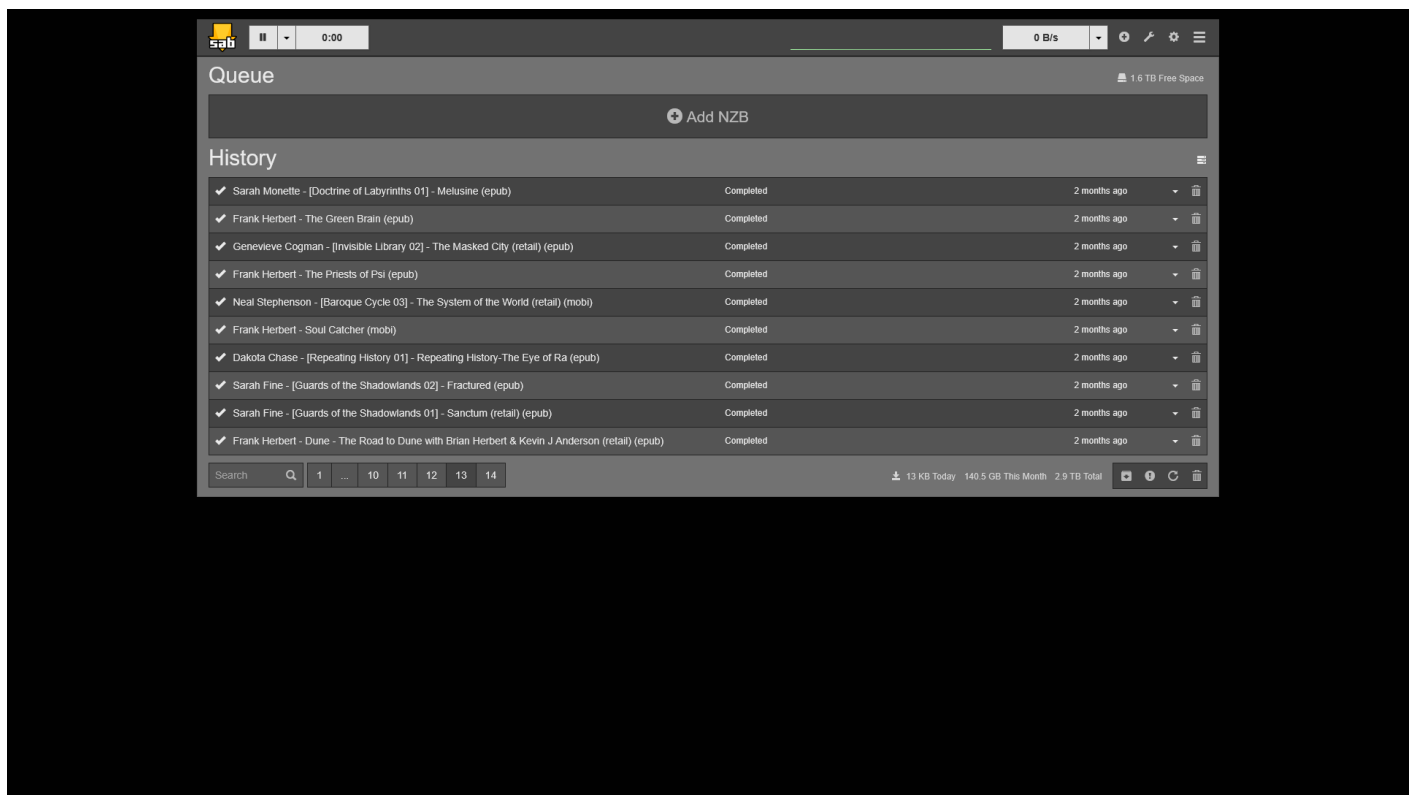 sab
0:00
0 B/s
Queue
1.6 TB Free Space
Add NZB
History
Sarah Monette - [Doctrine of Labyrinths 01] - Melusine (epub) Completed 2 months ago
Frank Herbert - The Green Brain (epub) Completed 2 months ago
Genevieve Cogman - [Invisible Library 02] - The Masked City (retail) (epub) Completed 2 months ago
Frank Herbert - The Priests of Psi (epub) Completed 2 months ago
Neal Stephenson - [Baroque Cycle 03] - The System of the World (retail) (mobi) Completed 2 months ago
Frank Herbert - Soul Catcher (mobi) Completed 2 months ago
Dakota Chase - [Repeating History 01] - Repeating History-The Eye of Ra (epub) Completed 2 months ago
Sarah Fine - [Guards of the Shadowlands 02] - Fractured (epub) Completed 2 months ago
Sarah Fine - [Guards of the Shadowlands 01] - Sanctum (retail) (epub) Completed 2 months ago
Frank Herbert - Dune - The Road to Dune with Brian Herbert & Kevin J Anderson (retail) (epub) Completed 2 months ago
Search 1 ... 10 11 12 13 14 13 KB Today 140.5 GB This Month 2.9 TB Total